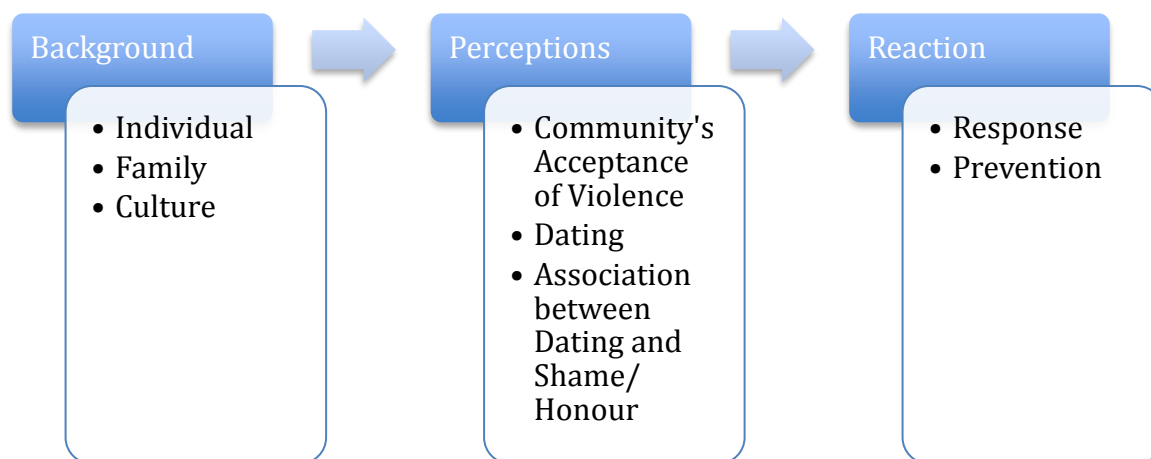 Background
• Individual
• Family
• Culture
Perceptions
• Community's
Acceptance
of Violence
• Dating
• Association
between
Dating and
Shame/
Honour
Reaction
• Response
• Prevention